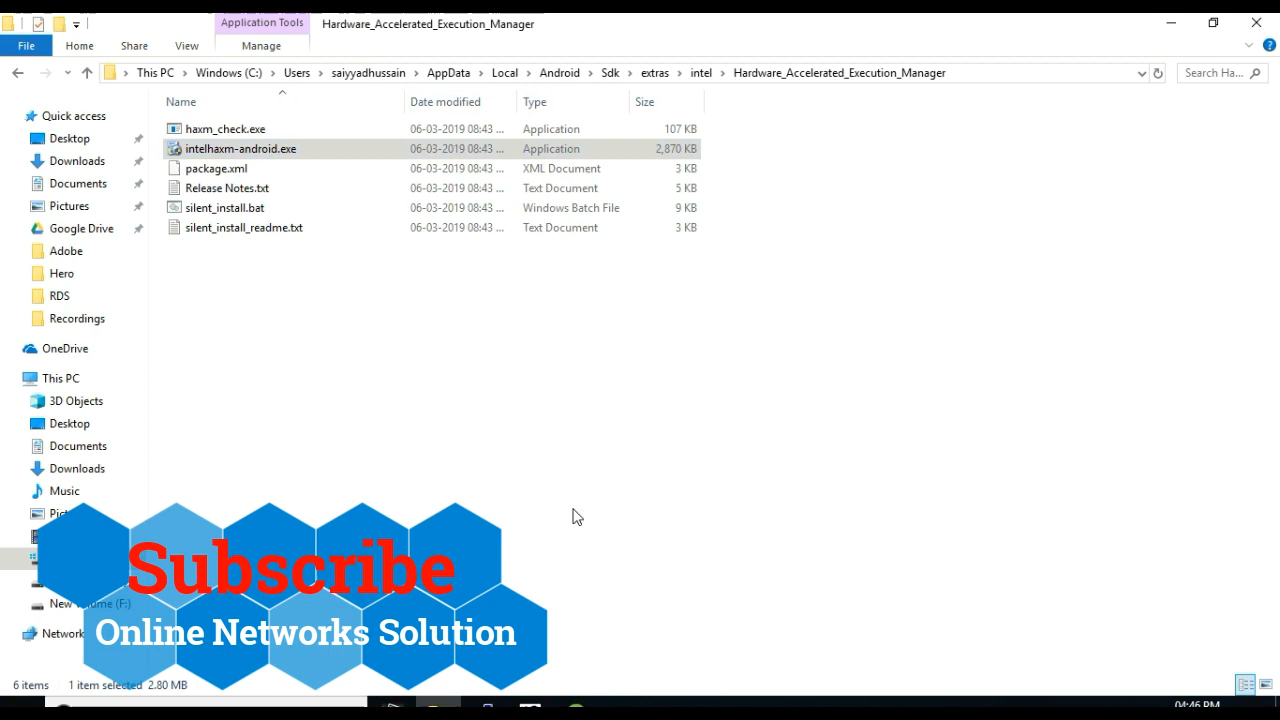 Application Tools
Hardware_Accelerated_Execution_Manager
File
Home
Share
View
Manage
This PC
Windows (C:)
Users
saiyyadhussain
AppData
Local
Android
Sdk
extras
intel
Hardware_Accelerated_Execution_Manager
Search Ha...
Name
Date modified
Type
Size
haxm_check.exe 06-03-2019 08:43 ... Application 107 KB
intelhaxm-android.exe 06-03-2019 08:43 ... Application 2,870 KB
package.xml 06-03-2019 08:43 ... XML Document 3 KB
Release Notes.txt 06-03-2019 08:43 ... Text Document 5 KB
silent_install.bat 06-03-2019 08:43 ... Windows Batch File 9 KB
silent_install_readme.txt 06-03-2019 08:43 ... Text Document 3 KB
Quick access
Desktop
Downloads
Documents
Pictures
Google Drive
Adobe
Hero
RDS
Recordings
OneDrive
This PC
3D Objects
Desktop
Documents
Downloads
Music
New (F:)
Network
Subscribe
Online Networks Solution
6 items
1 item selected 2.80 MB
04:46 PM